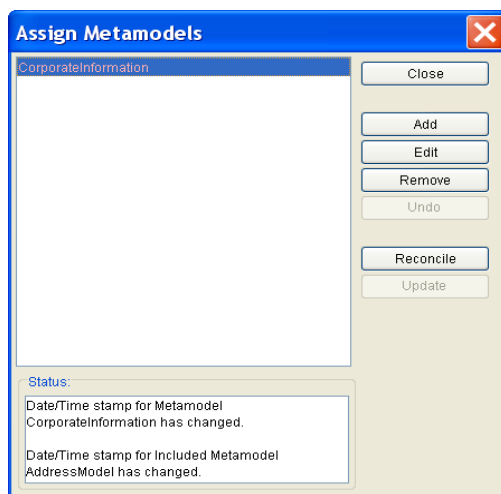 Assign Metamodels
CorporateInformation
Close
Add
Edit
Remove
Undo
Reconcile
Update
Status:
Date/Time stamp for Metamodel
CorporateInformation has changed.
Date/Time stamp for Included Metamodel
AddressModel has changed.